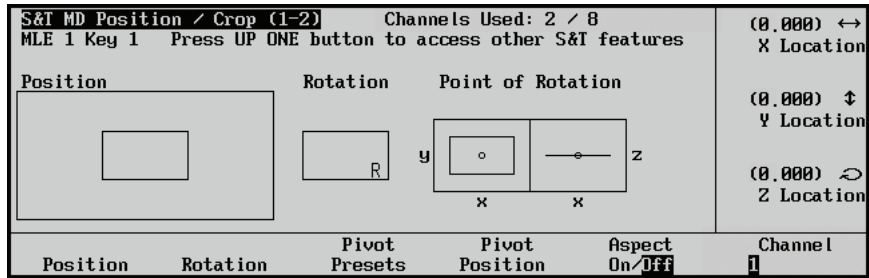 S&T MD Position / Crop (1-2) Channels Used: 2 / 8
MLE 1 Key 1 Press UP ONE button to access other S&T features
(0.000) ↔
X Location
Position Rotation Point of Rotation
(0.000) ↕
Y Location
R
y z
x x
(0.000)
Z Location
Pivot Pivot Aspect Channel
Position Rotation Presets Position On/Off 1